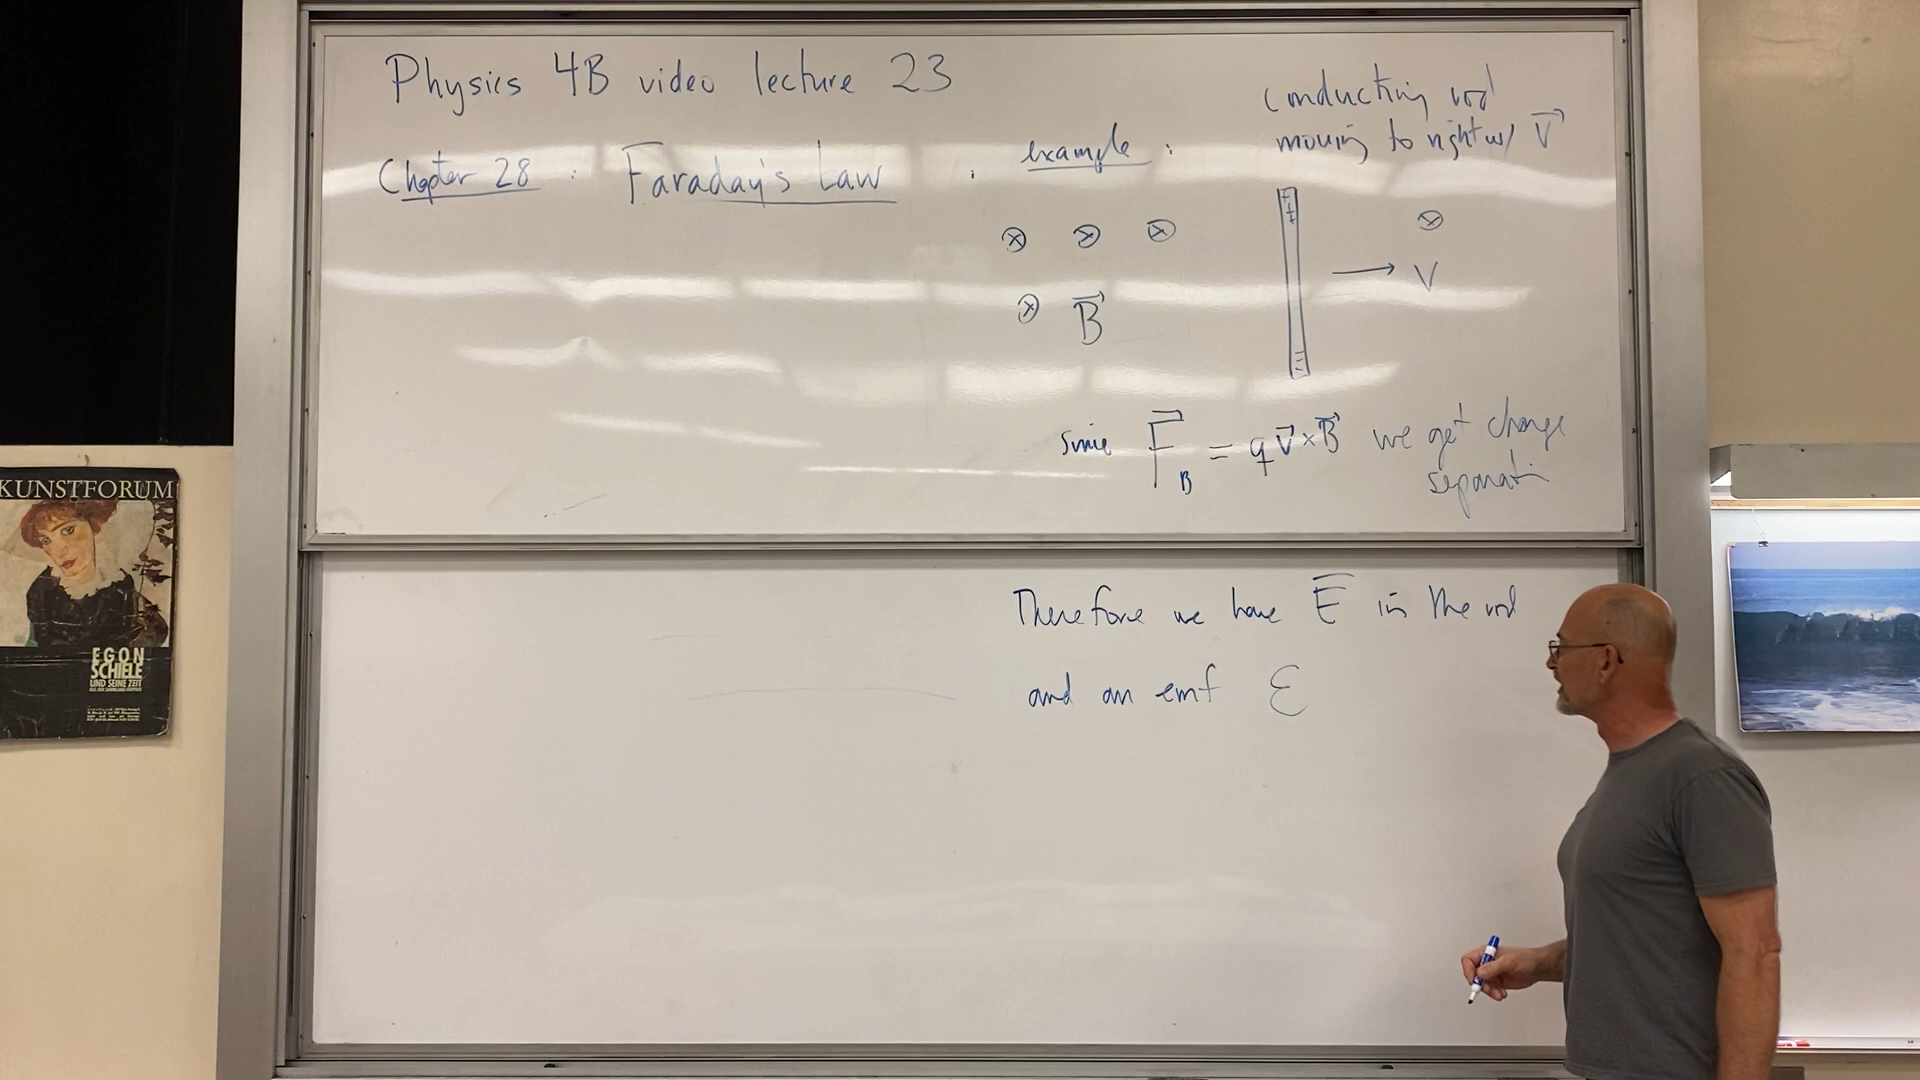 Physics 4B video lecture 23
Chapter 28 : Faraday's Law
example :
conducting rod
moving to right w/ V⃗
⊗ ⊗ ⊗
⊗ B⃗
+
+
→ V
⊗
since F⃗_B = q v⃗ × B⃗ we get charge
separation
Therefore we have E⃗ in the rod
and an emf ℰ
KUNSTFORUM
EGON
SCHIELE
UND SEINE ZEIT